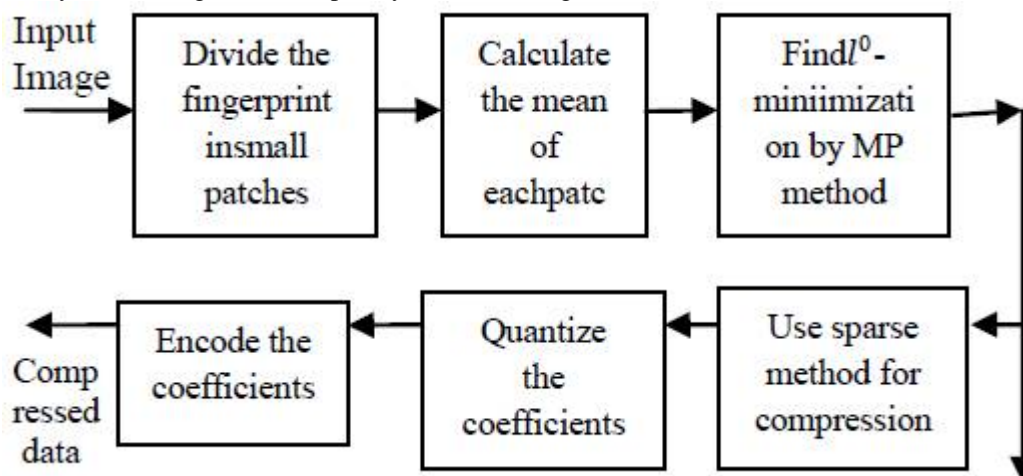 Input
Image
Divide the
fingerprint
insmall
patches
Calculate
the mean
of
eachpatc
Findl⁰-
miniimizati
on by MP
method
Use sparse
method for
compression
Quantize
the
coefficients
Encode the
coefficients
Comp
ressed
data